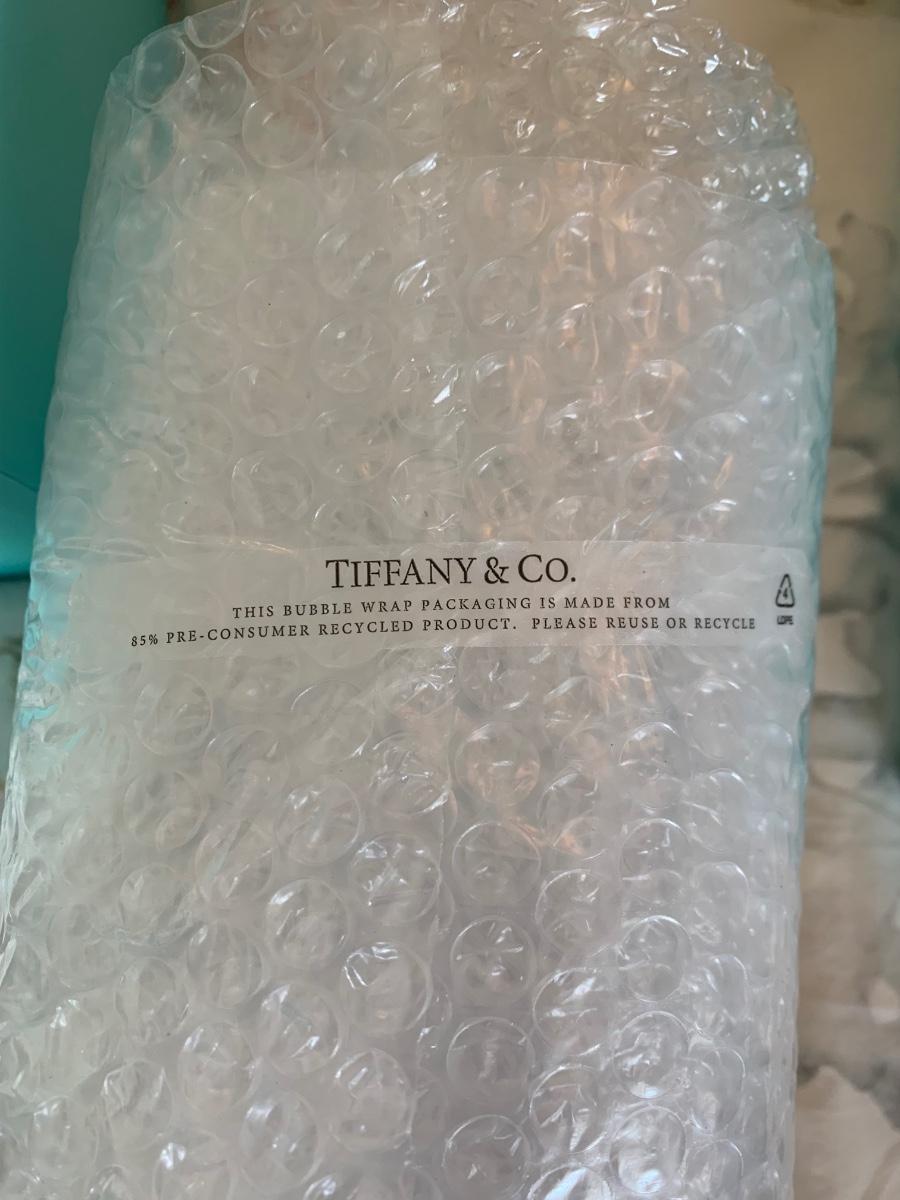 TIFFANY & CO.
THIS BUBBLE WRAP PACKAGING IS MADE FROM
85% PRE-CONSUMER RECYCLED PRODUCT. PLEASE REUSE OR RECYCLE
4
LDPE